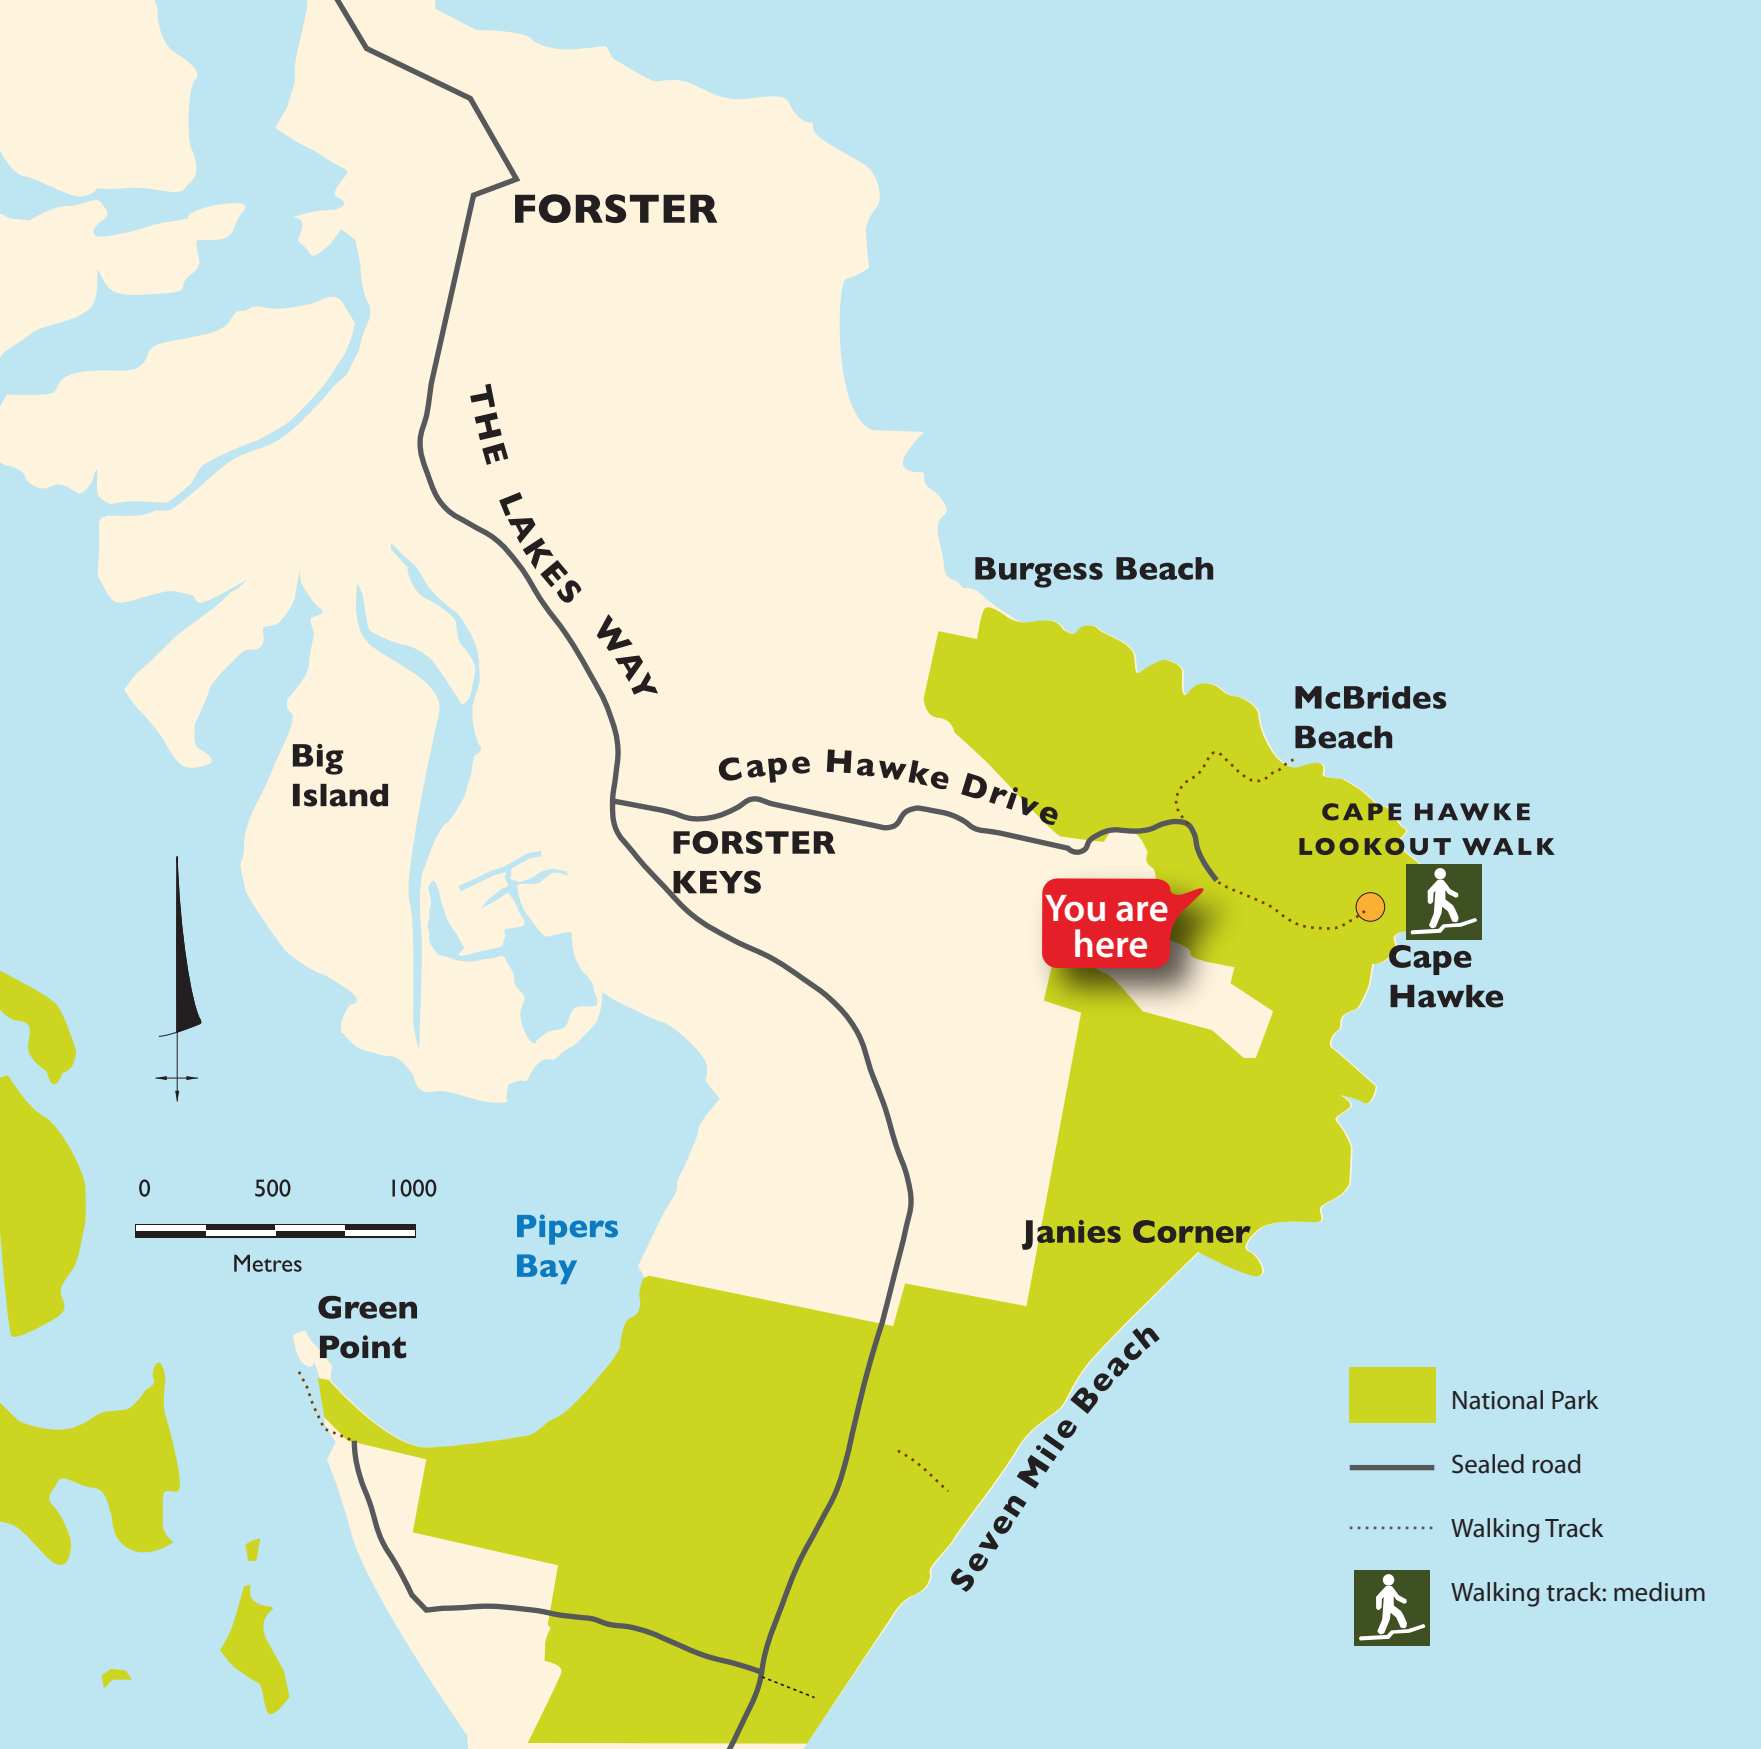 FORSTER
THE LAKES WAY
Burgess Beach
McBrides
Beach
Big
Island
Cape Hawke Drive
CAPE HAWKE
LOOKOUT WALK
FORSTER
KEYS
You are
here
Cape
Hawke
0 500 1000
Metres
Pipers
Bay
Janies Corner
Green
Point
Seven Mile Beach
National Park
Sealed road
Walking Track
Walking track: medium